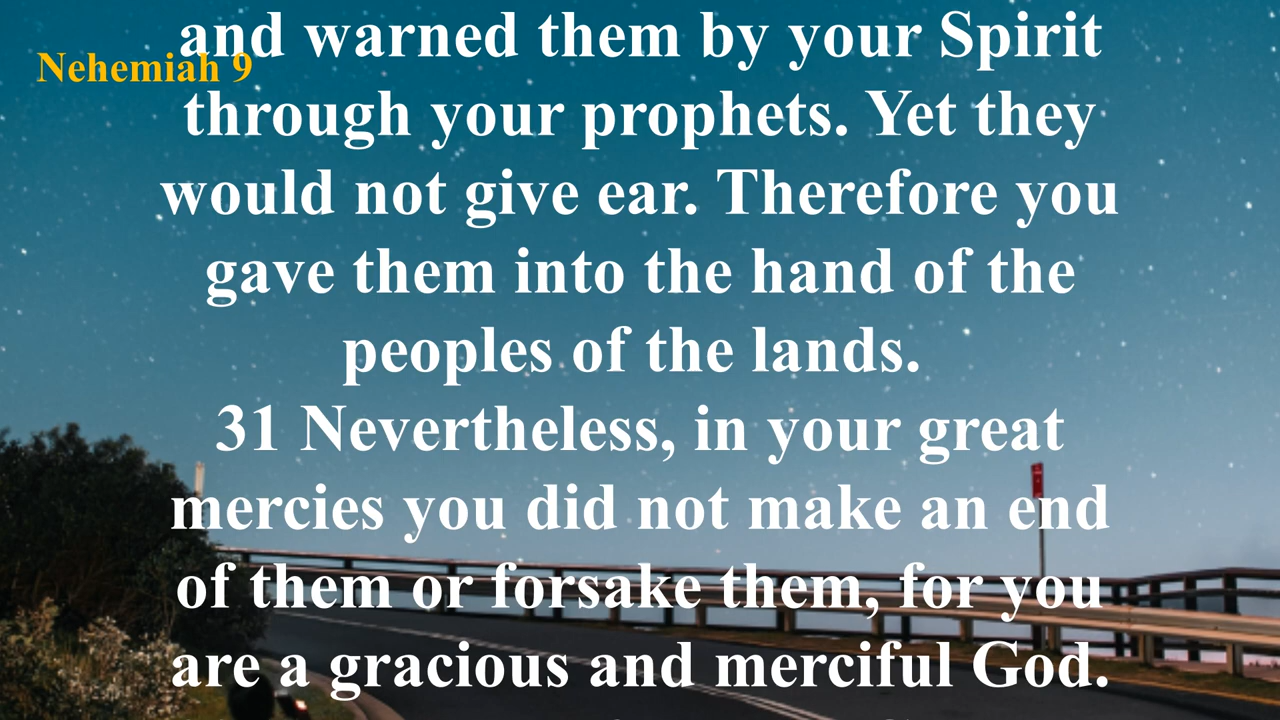 Nehemiah 9
and warned them by your Spirit
through your prophets. Yet they
would not give ear. Therefore you
gave them into the hand of the
peoples of the lands.
31 Nevertheless, in your great
mercies you did not make an end
of them or forsake them, for you
are a gracious and merciful God.